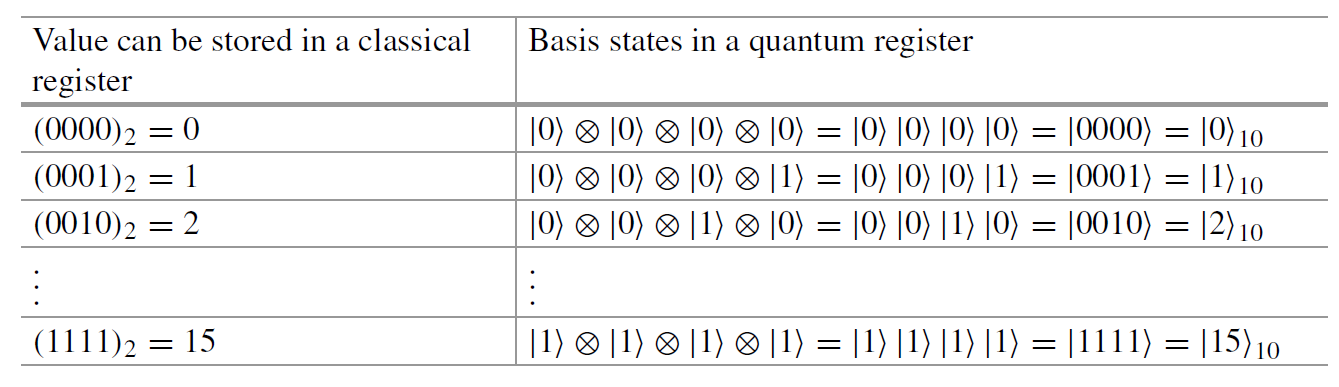 Value can be stored in a classical register
Basis states in a quantum register
(0000)₂ = 0
|0⟩ ⊗ |0⟩ ⊗ |0⟩ ⊗ |0⟩ = |0⟩ |0⟩ |0⟩ |0⟩ = |0000⟩ = |0⟩₁₀
(0001)₂ = 1
|0⟩ ⊗ |0⟩ ⊗ |0⟩ ⊗ |1⟩ = |0⟩ |0⟩ |0⟩ |1⟩ = |0001⟩ = |1⟩₁₀
(0010)₂ = 2
|0⟩ ⊗ |0⟩ ⊗ |1⟩ ⊗ |0⟩ = |0⟩ |0⟩ |1⟩ |0⟩ = |0010⟩ = |2⟩₁₀
⋮
⋮
(1111)₂ = 15
|1⟩ ⊗ |1⟩ ⊗ |1⟩ ⊗ |1⟩ = |1⟩ |1⟩ |1⟩ |1⟩ = |1111⟩ = |15⟩₁₀